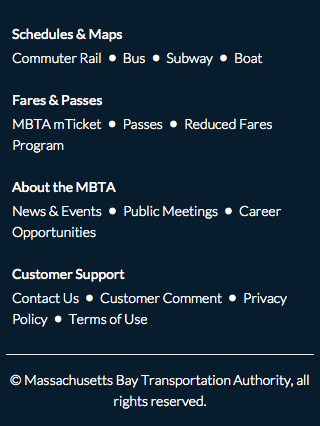 Schedules & Maps
Commuter Rail ● Bus ● Subway ● Boat
Fares & Passes
MBTA mTicket ● Passes ● Reduced Fares
Program
About the MBTA
News & Events ● Public Meetings ● Career
Opportunities
Customer Support
Contact Us ● Customer Comment ● Privacy
Policy ● Terms of Use
© Massachusetts Bay Transportation Authority, all
rights reserved.